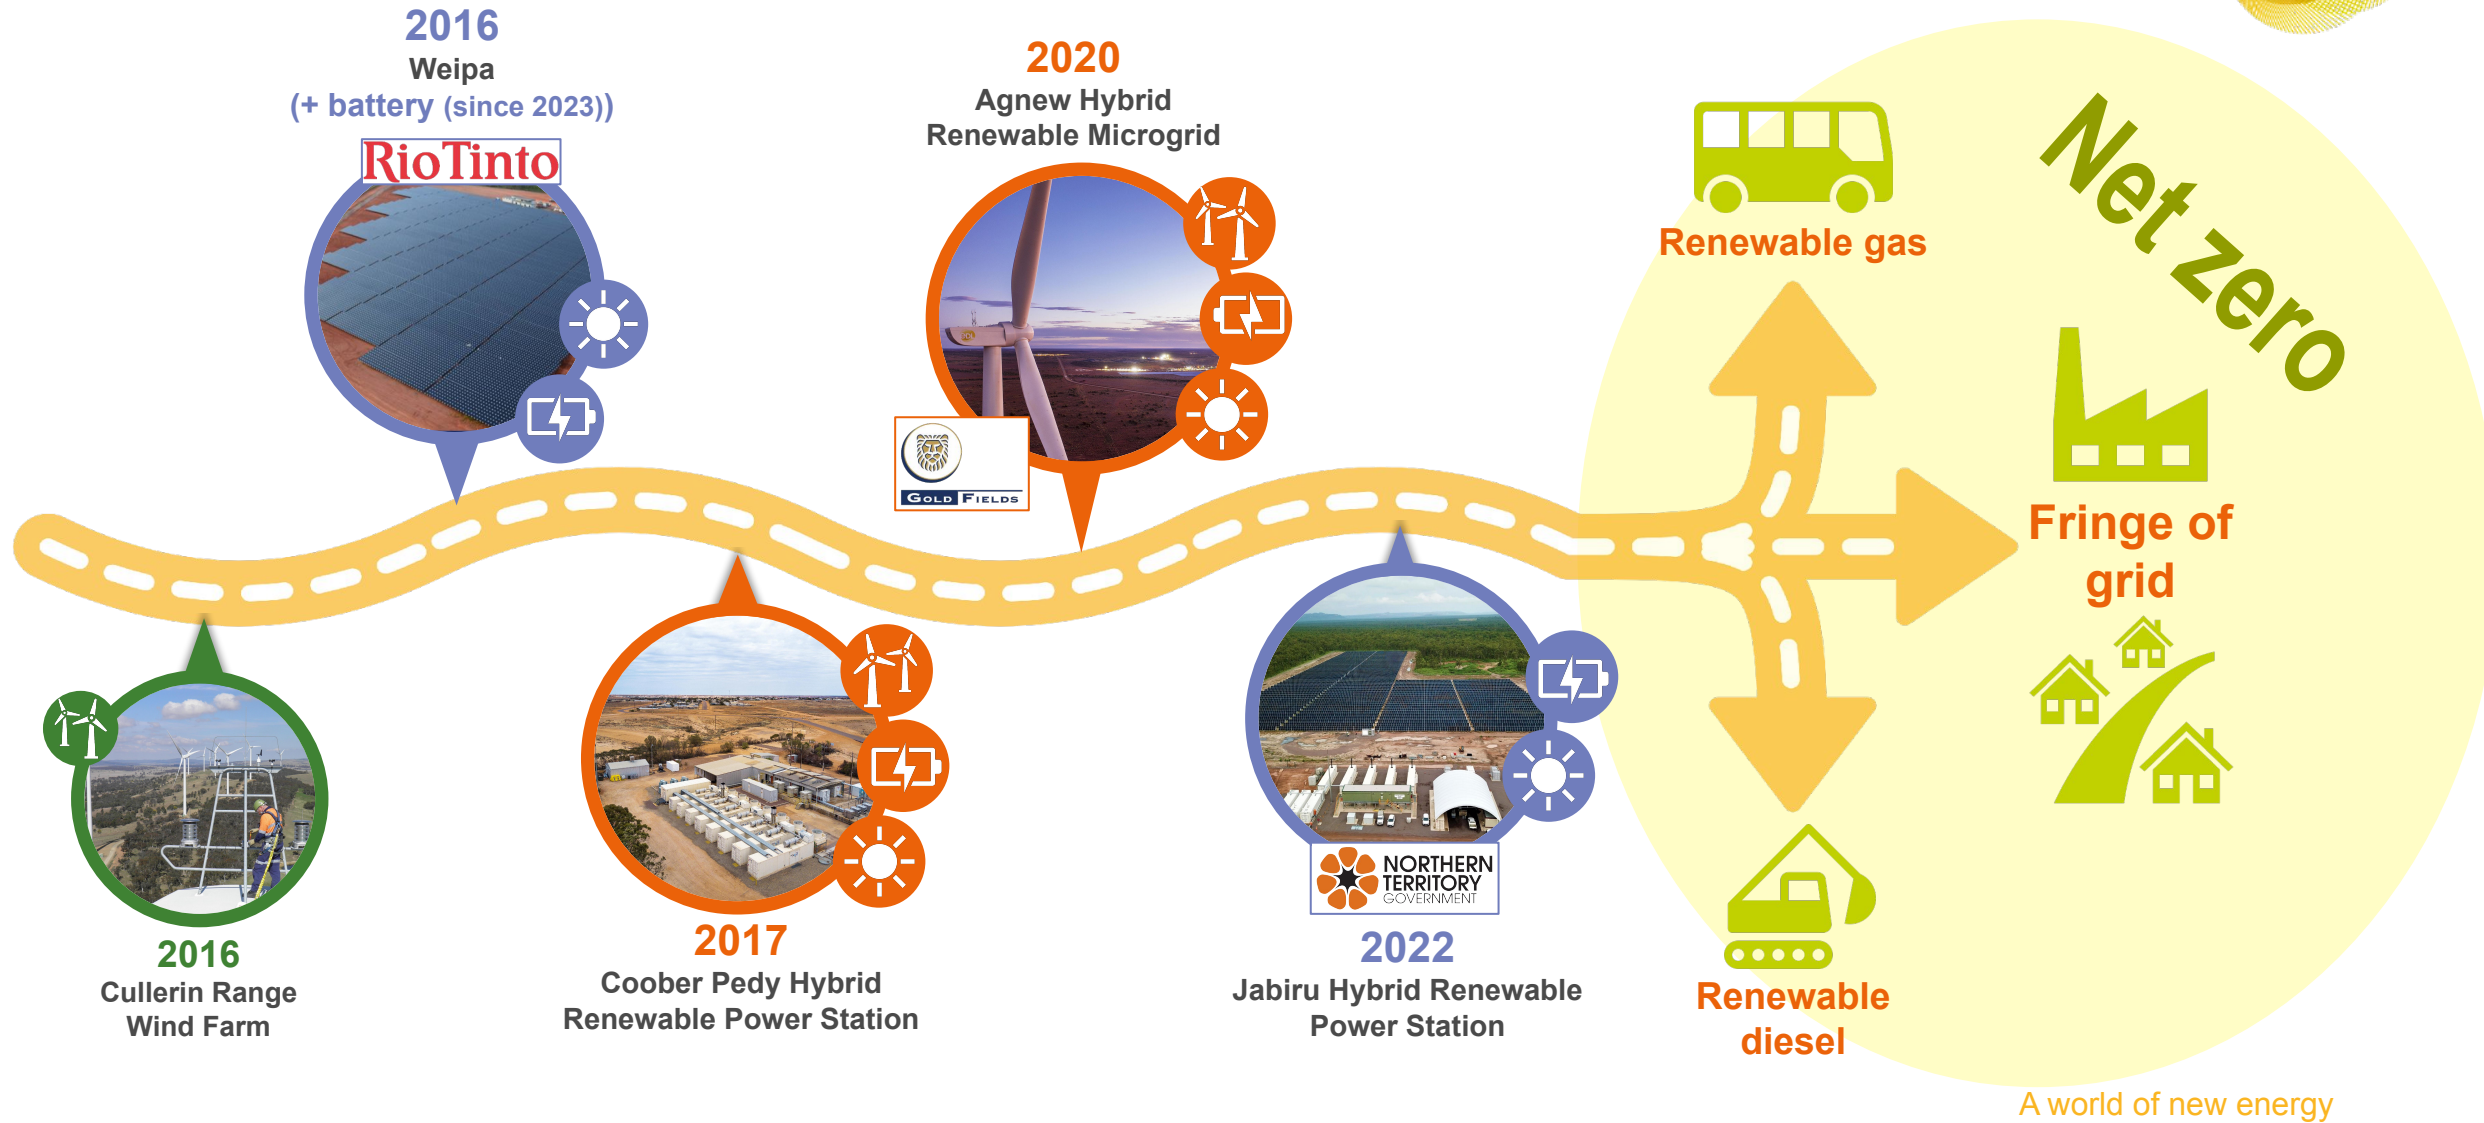 2016
Weipa
(+ battery (since 2023))
RioTinto
2020
Agnew Hybrid
Renewable Microgrid
GOLD FIELDS
2016
Cullerin Range
Wind Farm
2017
Coober Pedy Hybrid
Renewable Power Station
NORTHERN
TERRITORY
GOVERNMENT
2022
Jabiru Hybrid Renewable
Power Station
Renewable gas
Net zero
Fringe of
grid
Renewable
diesel
A world of new energy